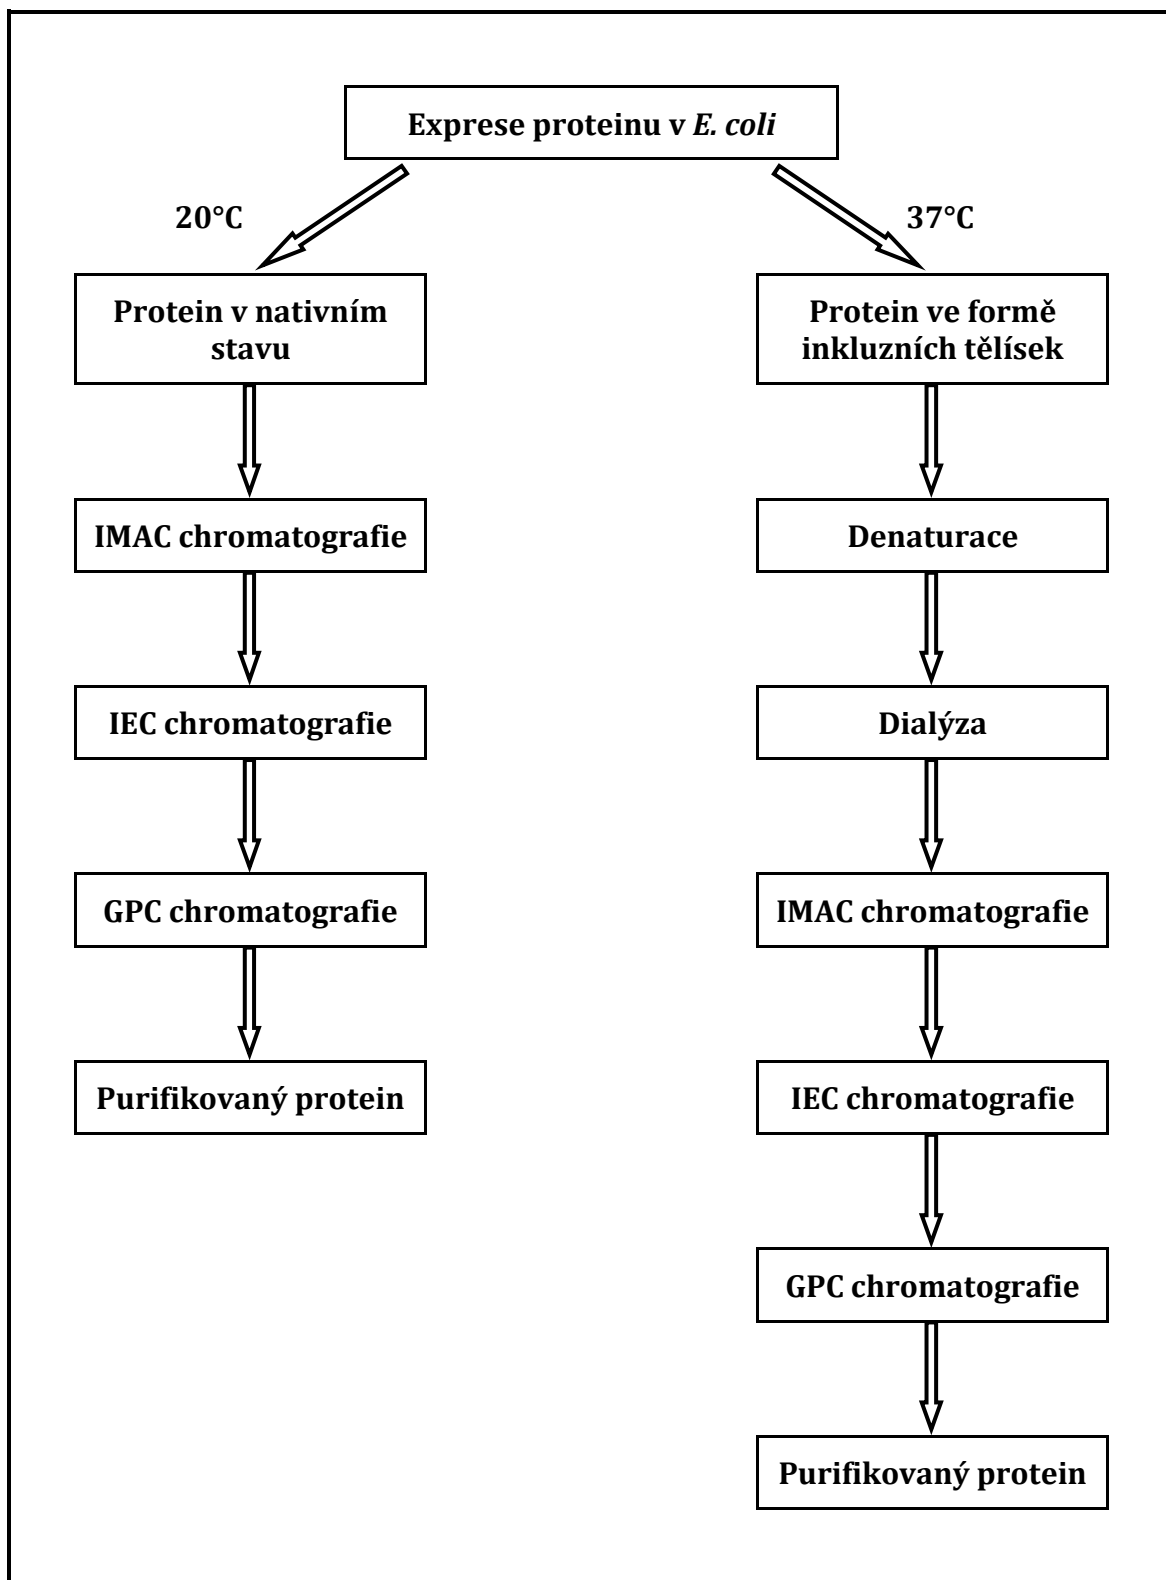 Exprese proteinu v E. coli
20°C
37°C
Protein v nativním
stavu
Protein ve formě
inkluzních tělísek
IMAC chromatografie
Denaturace
IEC chromatografie
Dialýza
GPC chromatografie
IMAC chromatografie
Purifikovaný protein
IEC chromatografie
GPC chromatografie
Purifikovaný protein